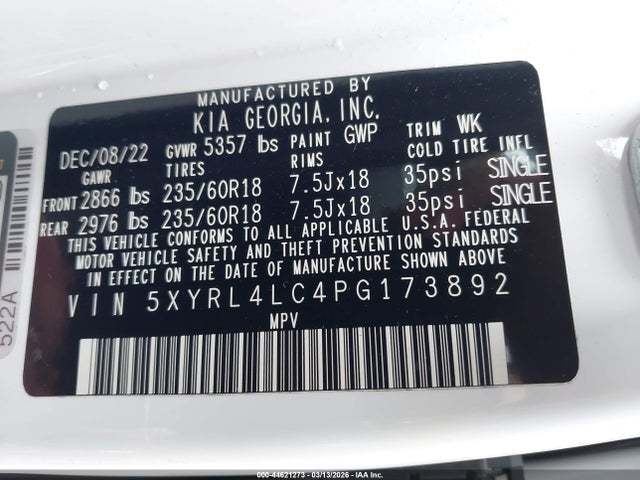 MANUFACTURED BY
KIA GEORGIA, INC.
DEC/08/22 GVWR 5357 lbs PAINT GWP TRIM WK
GAWR TIRES RIMS COLD TIRE INFL
FRONT 2866 lbs 235/60R18 7.5Jx18 35psi SINGLE
REAR 2976 lbs 235/60R18 7.5Jx18 35psi SINGLE
THIS VEHICLE CONFORMS TO ALL APPLICABLE U.S.A. FEDERAL
MOTOR VEHICLE SAFETY AND THEFT PREVENTION STANDARDS
IN EFFECT ON THE DATE OF MANUFACTURE SHOWN ABOVE
VIN 5XYRL4LC4PG173892
MPV
522A
000-44621273 - 03/13/2026 - IAA Inc.